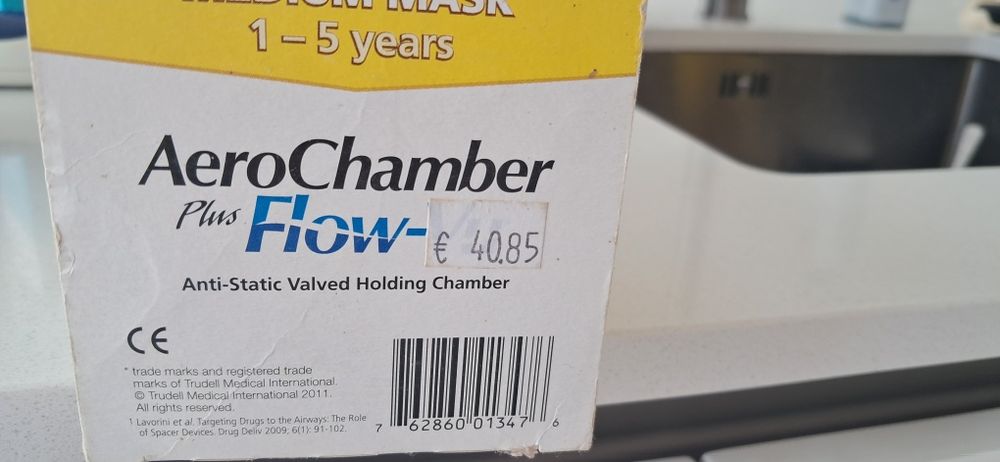 MEDIUM MASK
1 – 5 years
AeroChamber
Plus Flow-
€ 40.85
Anti-Static Valved Holding Chamber
CE
* trade marks and registered trade
marks of Trudell Medical International.
© Trudell Medical International 2011.
All rights reserved.
1 Lavorini et al. Targeting Drugs to the Airways: The Role
of Spacer Devices. Drug Deliv 2009; 6(1): 91-102.
7 62860 01347 6